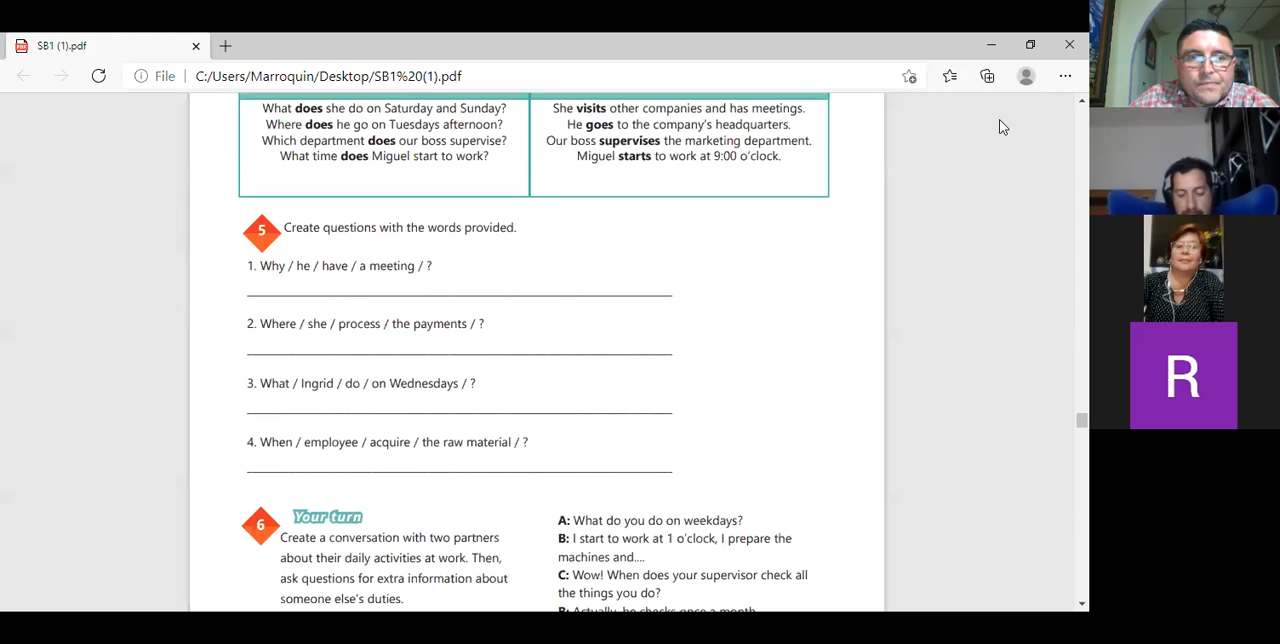 SB1 (1).pdf
File
C:/Users/Marroquin/Desktop/SB1%20(1).pdf
What does she do on Saturday and Sunday?
Where does he go on Tuesdays afternoon?
Which department does our boss supervise?
What time does Miguel start to work?
She visits other companies and has meetings.
He goes to the company's headquarters.
Our boss supervises the marketing department.
Miguel starts to work at 9:00 o'clock.
5 Create questions with the words provided.
1. Why / he / have / a meeting / ?
2. Where / she / process / the payments / ?
3. What / Ingrid / do / on Wednesdays / ?
4. When / employee / acquire / the raw material / ?
6 Your turn
Create a conversation with two partners
about their daily activities at work. Then,
ask questions for extra information about
someone else's duties.
A: What do you do on weekdays?
B: I start to work at 1 o'clock, I prepare the
machines and....
C: Wow! When does your supervisor check all
the things you do?
B: Actually, he checks once a month
R